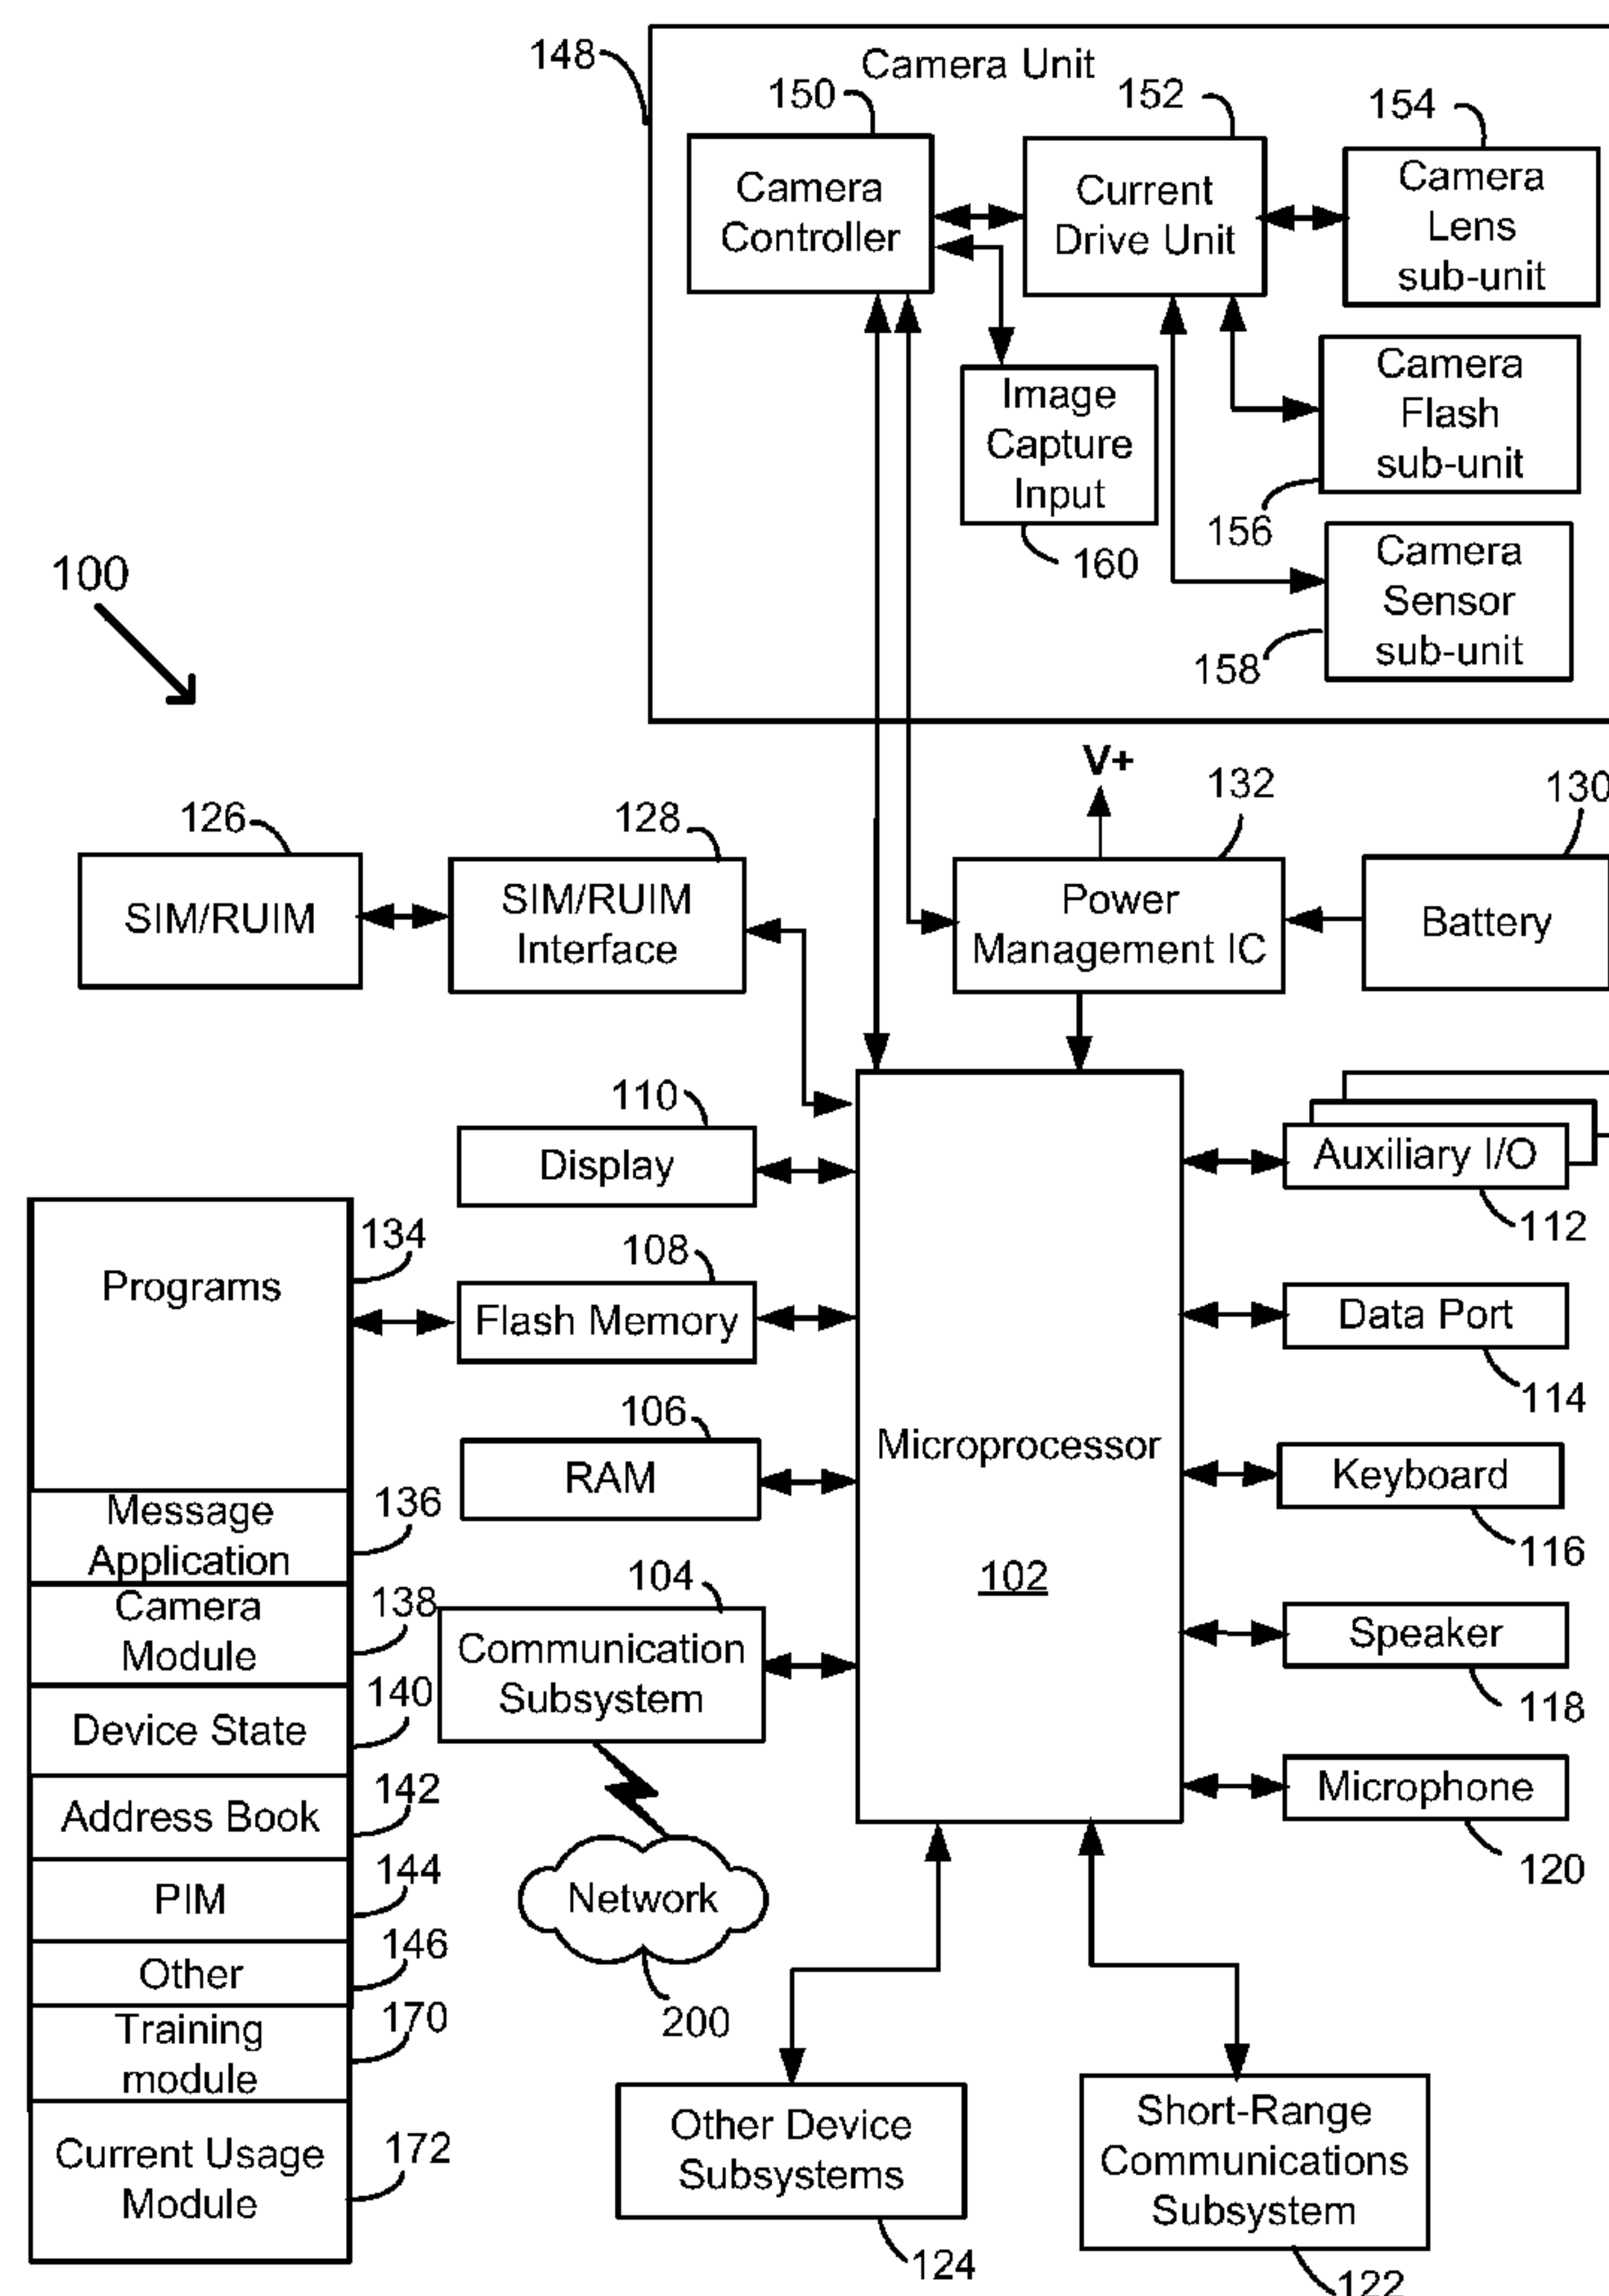 148
Camera Unit
150
152
154
Camera
Controller
Current
Drive Unit
Camera
Lens
sub-unit
Image
Capture
Input
160
Camera
Flash
sub-unit
156
Camera
Sensor
sub-unit
158
100
V+
132
130
126
128
SIM/RUIM
SIM/RUIM
Interface
Power
Management IC
Battery
110
Display
Auxiliary I/O
112
134
Programs
108
Flash Memory
Data Port
114
106
RAM
Microprocessor
102
Keyboard
116
Message
Application
136
Camera
Module
138
104
Communication
Subsystem
Speaker
118
Device State
140
Address Book
142
Microphone
120
PIM
144
Network
200
Other
146
Training
module
170
Current Usage
Module
172
Other Device
Subsystems
124
Short-Range
Communications
Subsystem
122